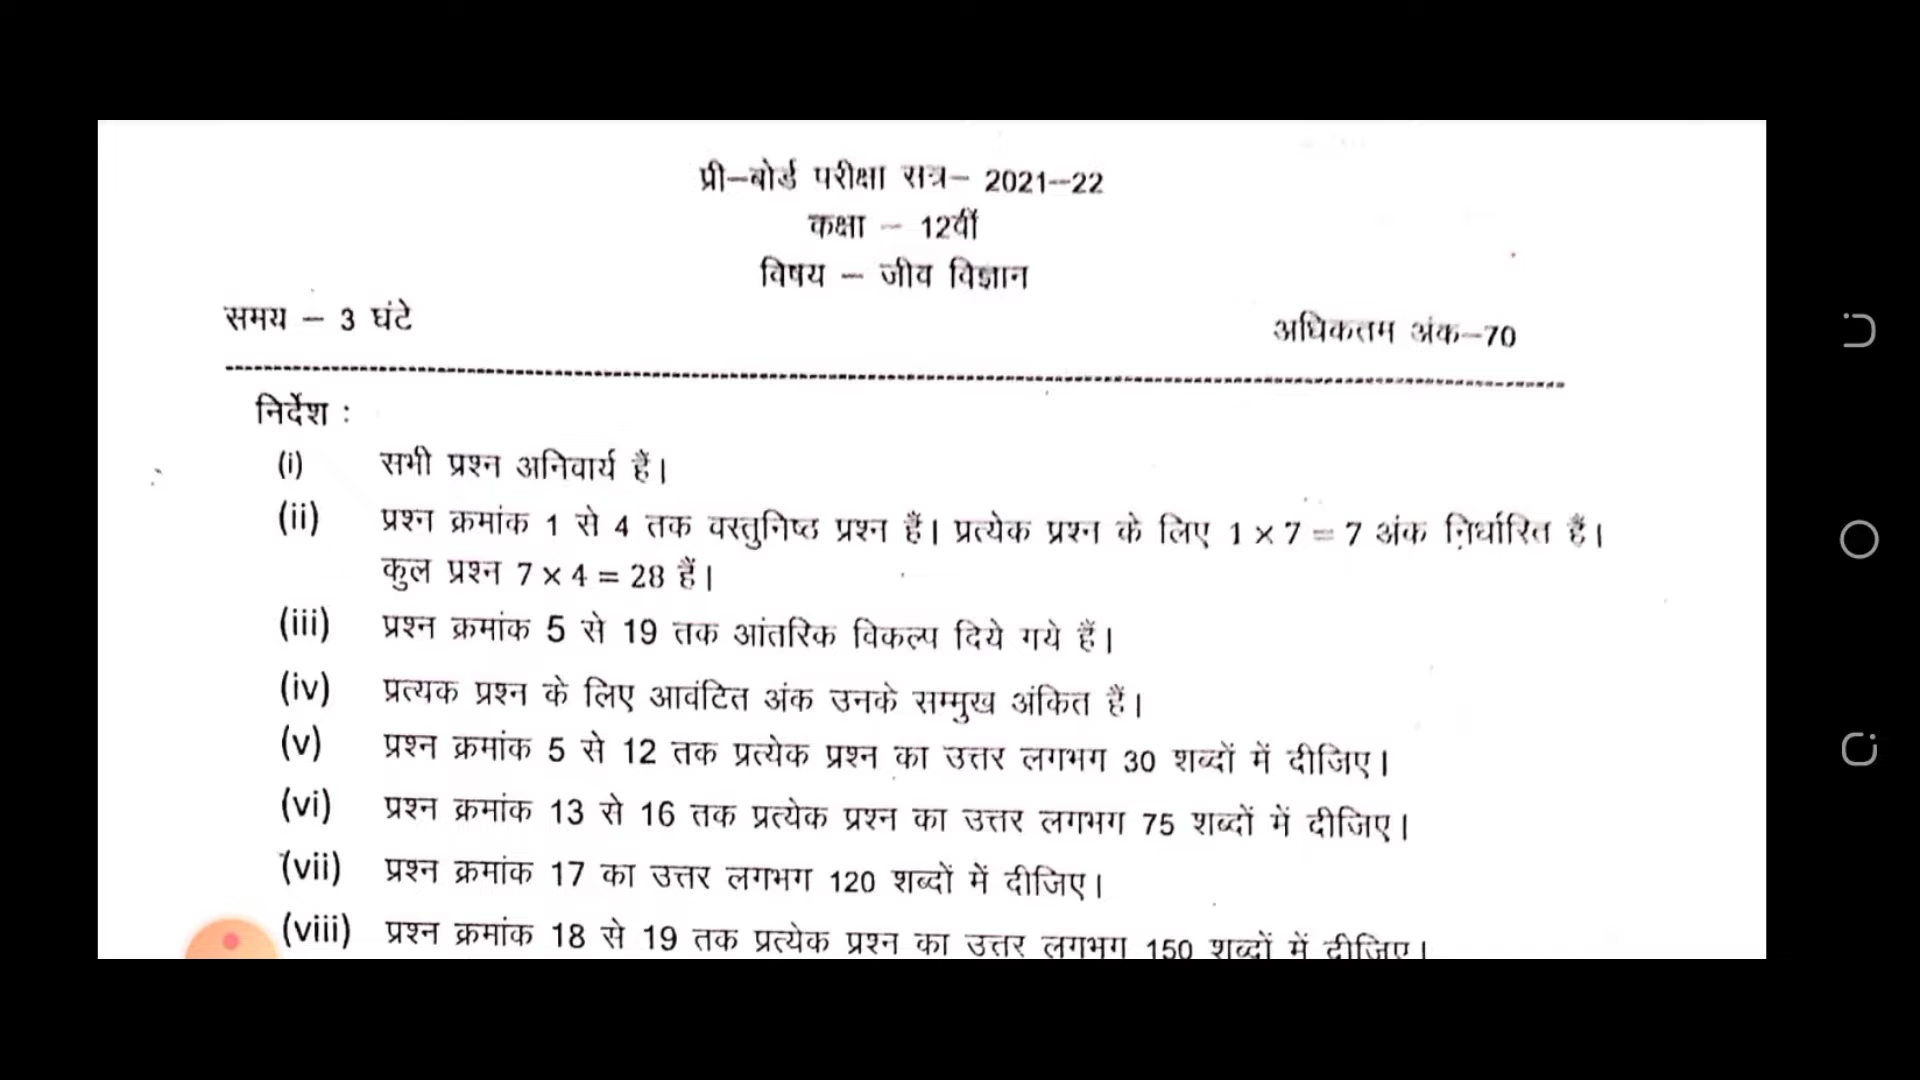 प्री–बोर्ड परीक्षा सत्र– 2021–22
कक्षा – 12वीं
विषय – जीव विज्ञान
समय – 3 घंटे
अधिकतम अंक–70
निर्देश :
(i) सभी प्रश्न अनिवार्य हैं।
(ii) प्रश्न क्रमांक 1 से 4 तक वस्तुनिष्ठ प्रश्न हैं। प्रत्येक प्रश्न के लिए 1 × 7 = 7 अंक निर्धारित हैं।
कुल प्रश्न 7 × 4 = 28 हैं।
(iii) प्रश्न क्रमांक 5 से 19 तक आंतरिक विकल्प दिये गये हैं।
(iv) प्रत्यक प्रश्न के लिए आवंटित अंक उनके सम्मुख अंकित हैं।
(v) प्रश्न क्रमांक 5 से 12 तक प्रत्येक प्रश्न का उत्तर लगभग 30 शब्दों में दीजिए।
(vi) प्रश्न क्रमांक 13 से 16 तक प्रत्येक प्रश्न का उत्तर लगभग 75 शब्दों में दीजिए।
(vii) प्रश्न क्रमांक 17 का उत्तर लगभग 120 शब्दों में दीजिए।
(viii) प्रश्न क्रमांक 18 से 19 तक प्रत्येक प्रश्न का उत्तर लगभग 150 शब्दों में दीजिए।